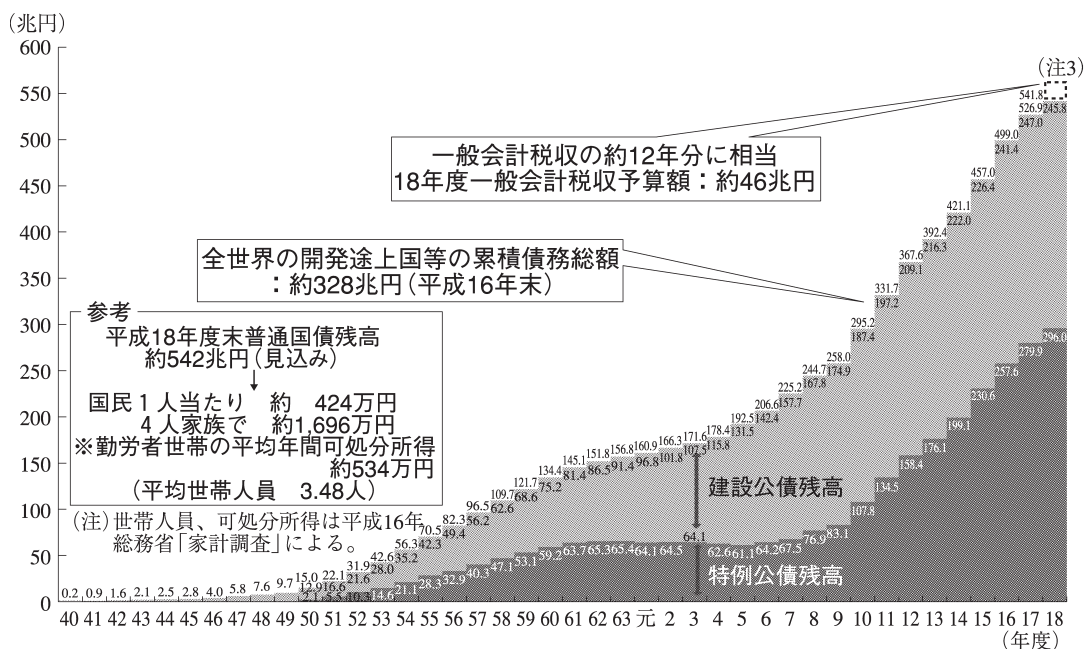 (兆円)
600
550
500
450
400
350
300
250
200
150
100
50
0
(注3)
一般会計税収の約12年分に相当
18年度一般会計税収予算額：約46兆円
全世界の開発途上国等の累積債務総額
：約328兆円(平成16年末)
参考
平成18年度末普通国債残高
約542兆円(見込み)
国民1人当たり 約 424万円
4人家族で 約1,696万円
※勤労者世帯の平均年間可処分所得
約534万円
(平均世帯人員 3.48人)
(注)世帯人員、可処分所得は平成16年
総務省「家計調査」による。
建設公債残高
特例公債残高
0.2 0.9 1.6 2.1 2.5 2.8 4.0 5.8 7.6 9.7 15.0 22.1 31.9 42.6 56.3 70.5 82.3 96.5 109.7 121.7 134.4 145.1 151.8 156.8 160.9 166.3 171.6 178.4 192.5 206.6 225.2 244.7 258.0 295.2 331.7 367.6 392.4 421.1 457.0 499.0 526.9 541.8
12.9 16.6 21.6 28.0 35.2 42.3 49.4 56.2 62.6 68.6 75.2 81.4 86.5 91.4 96.8 101.8 107.5 115.8 131.5 142.4 157.7 167.8 174.9 187.4 197.2 209.1 216.3 222.0 226.4 241.4 247.0 245.8
2.1 5.5 10.3 14.6 21.1 28.3 32.9 40.3 47.1 53.1 59.2 63.7 65.3 65.4 64.1 64.5 64.1 62.6 61.1 64.2 67.5 76.9 83.1 107.8 134.5 158.4 176.1 199.1 230.6 257.6 279.9 296.0
40 41 42 43 44 45 46 47 48 49 50 51 52 53 54 55 56 57 58 59 60 61 62 63 元 2 3 4 5 6 7 8 9 10 11 12 13 14 15 16 17 18
(年度)